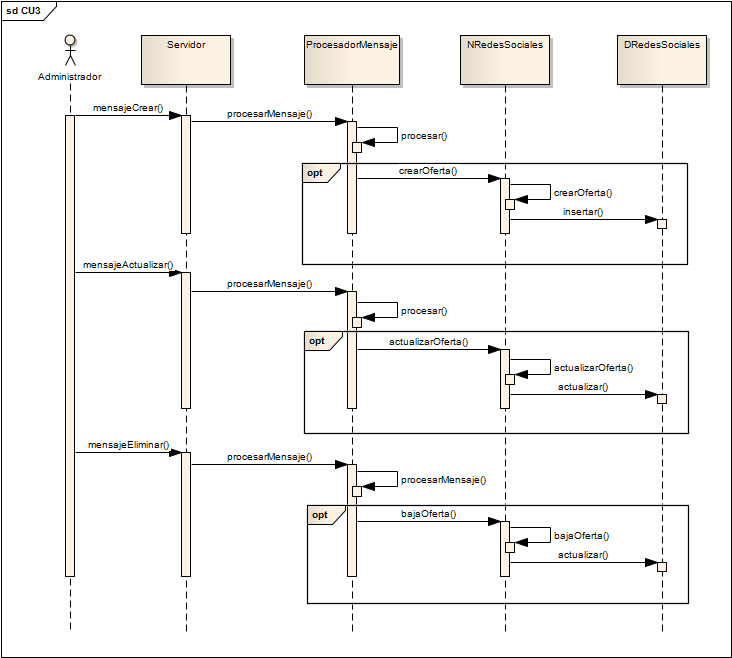 sd CU3
Administrador
Servidor
ProcesadorMensaje
NRedesSociales
DRedesSociales
mensajeCrear()
procesarMensaje()
procesar()
opt
crearOferta()
crearOferta()
insertar()
mensajeActualizar()
procesarMensaje()
procesar()
opt
actualizarOferta()
actualizarOferta()
actualizar()
mensajeEliminar()
procesarMensaje()
procesarMensaje()
opt
bajaOferta()
bajaOferta()
actualizar()